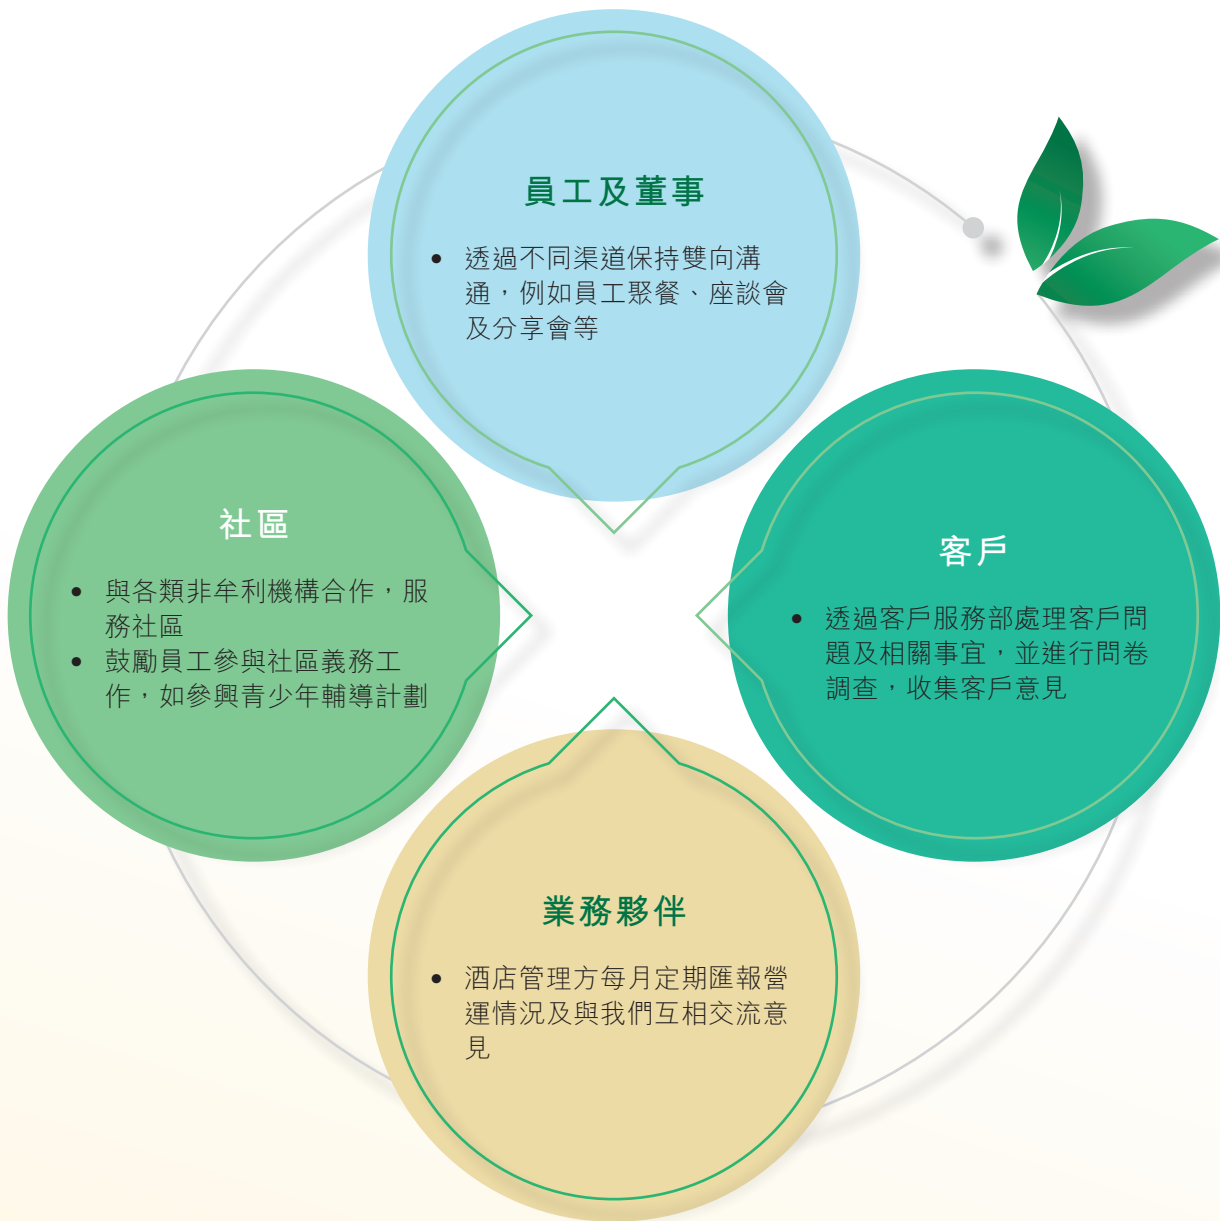 員工及董事
• 透過不同渠道保持雙向溝
通，例如員工聚餐、座談會
及分享會等
社區
• 與各類非牟利機構合作，服
務社區
• 鼓勵員工參與社區義務工
作，如參興青少年輔導計劃
客戶
• 透過客戶服務部處理客戶問
題及相關事宜，並進行問卷
調查，收集客戶意見
業務夥伴
• 酒店管理方每月定期匯報營
運情況及與我們互相交流意
見